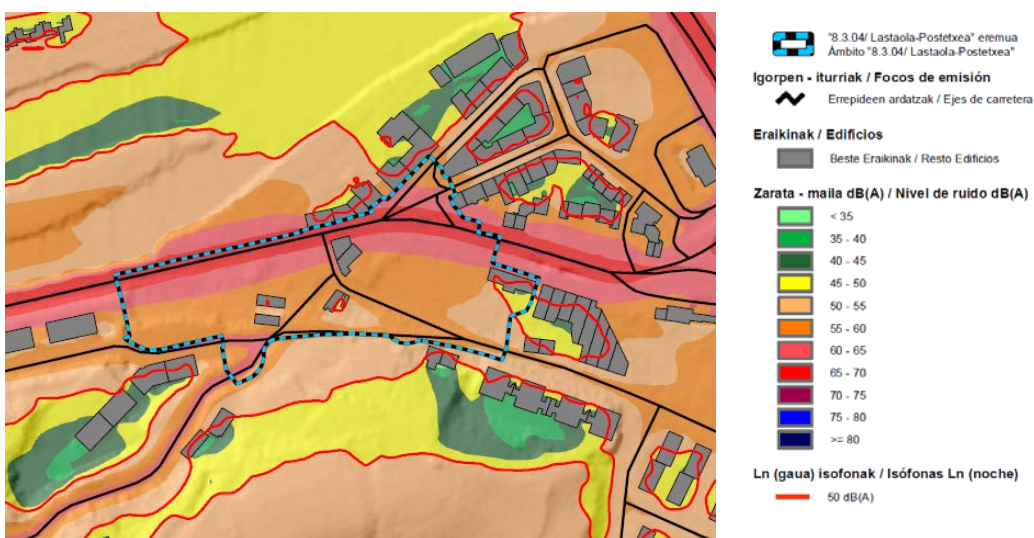 "8.3.04/ Lastaola-Postetxea" eremua
Ámbito "8.3.04/ Lastaola-Postetxea"
Igorpen - iturriak / Focos de emisión
Errepideen ardatzak / Ejes de carretera
Eraikinak / Edificios
Beste Eraikinak / Resto Edificios
Zarata - maila dB(A) / Nivel de ruido dB(A)
< 35
35 - 40
40 - 45
45 - 50
50 - 55
55 - 60
60 - 65
65 - 70
70 - 75
75 - 80
>= 80
Ln (gaua) isofonak / Isófonas Ln (noche)
50 dB(A)